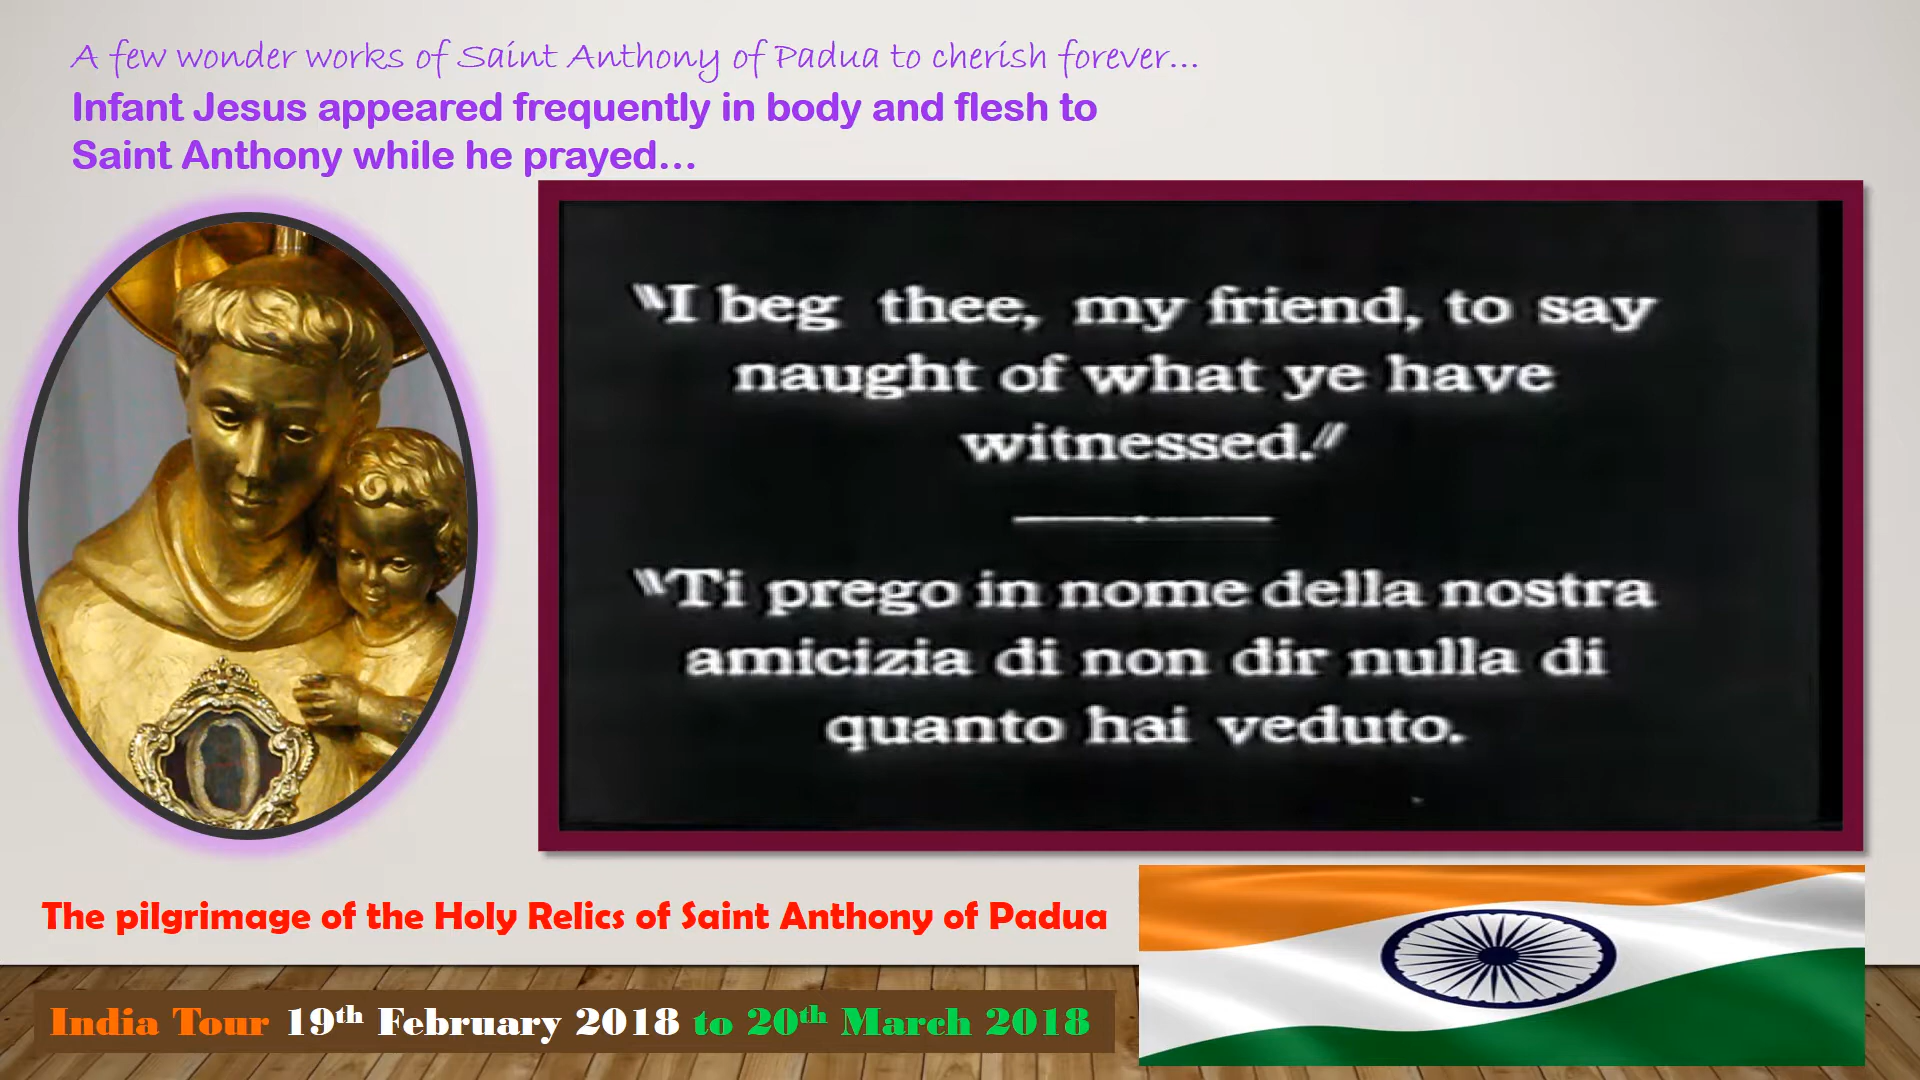 A few wonder works of Saint Anthony of Padua to cherish forever...
Infant Jesus appeared frequently in body and flesh to
Saint Anthony while he prayed...
"I beg thee, my friend, to say
naught of what ye have
witnessed."
"Ti prego in nome della nostra
amicizia di non dir nulla di
quanto hai veduto.
The pilgrimage of the Holy Relics of Saint Anthony of Padua
India Tour 19th February 2018 to 20th March 2018